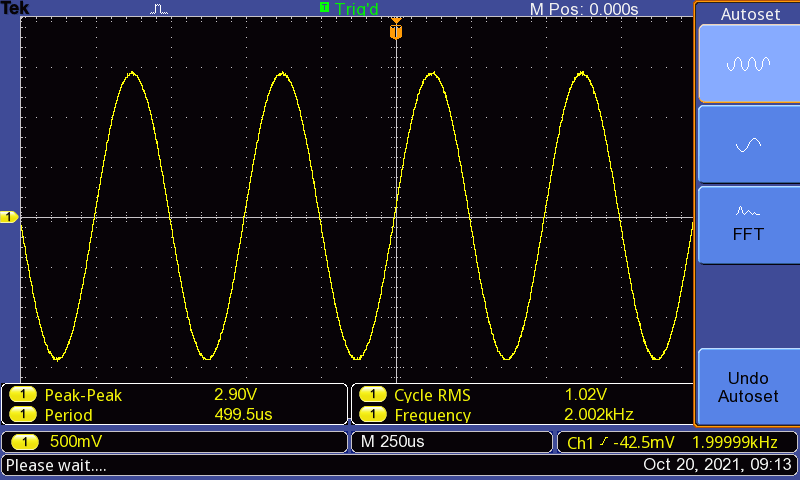 Tek T Trig'd M Pos: 0.000s Autoset
T
1
FFT
1 Peak-Peak 2.90V 1 Cycle RMS 1.02V
1 Period 499.5us 1 Frequency 2.002kHz
Undo
Autoset
1 500mV M 250us Ch1 -42.5mV 1.99999kHz
Please wait.... Oct 20, 2021, 09:13